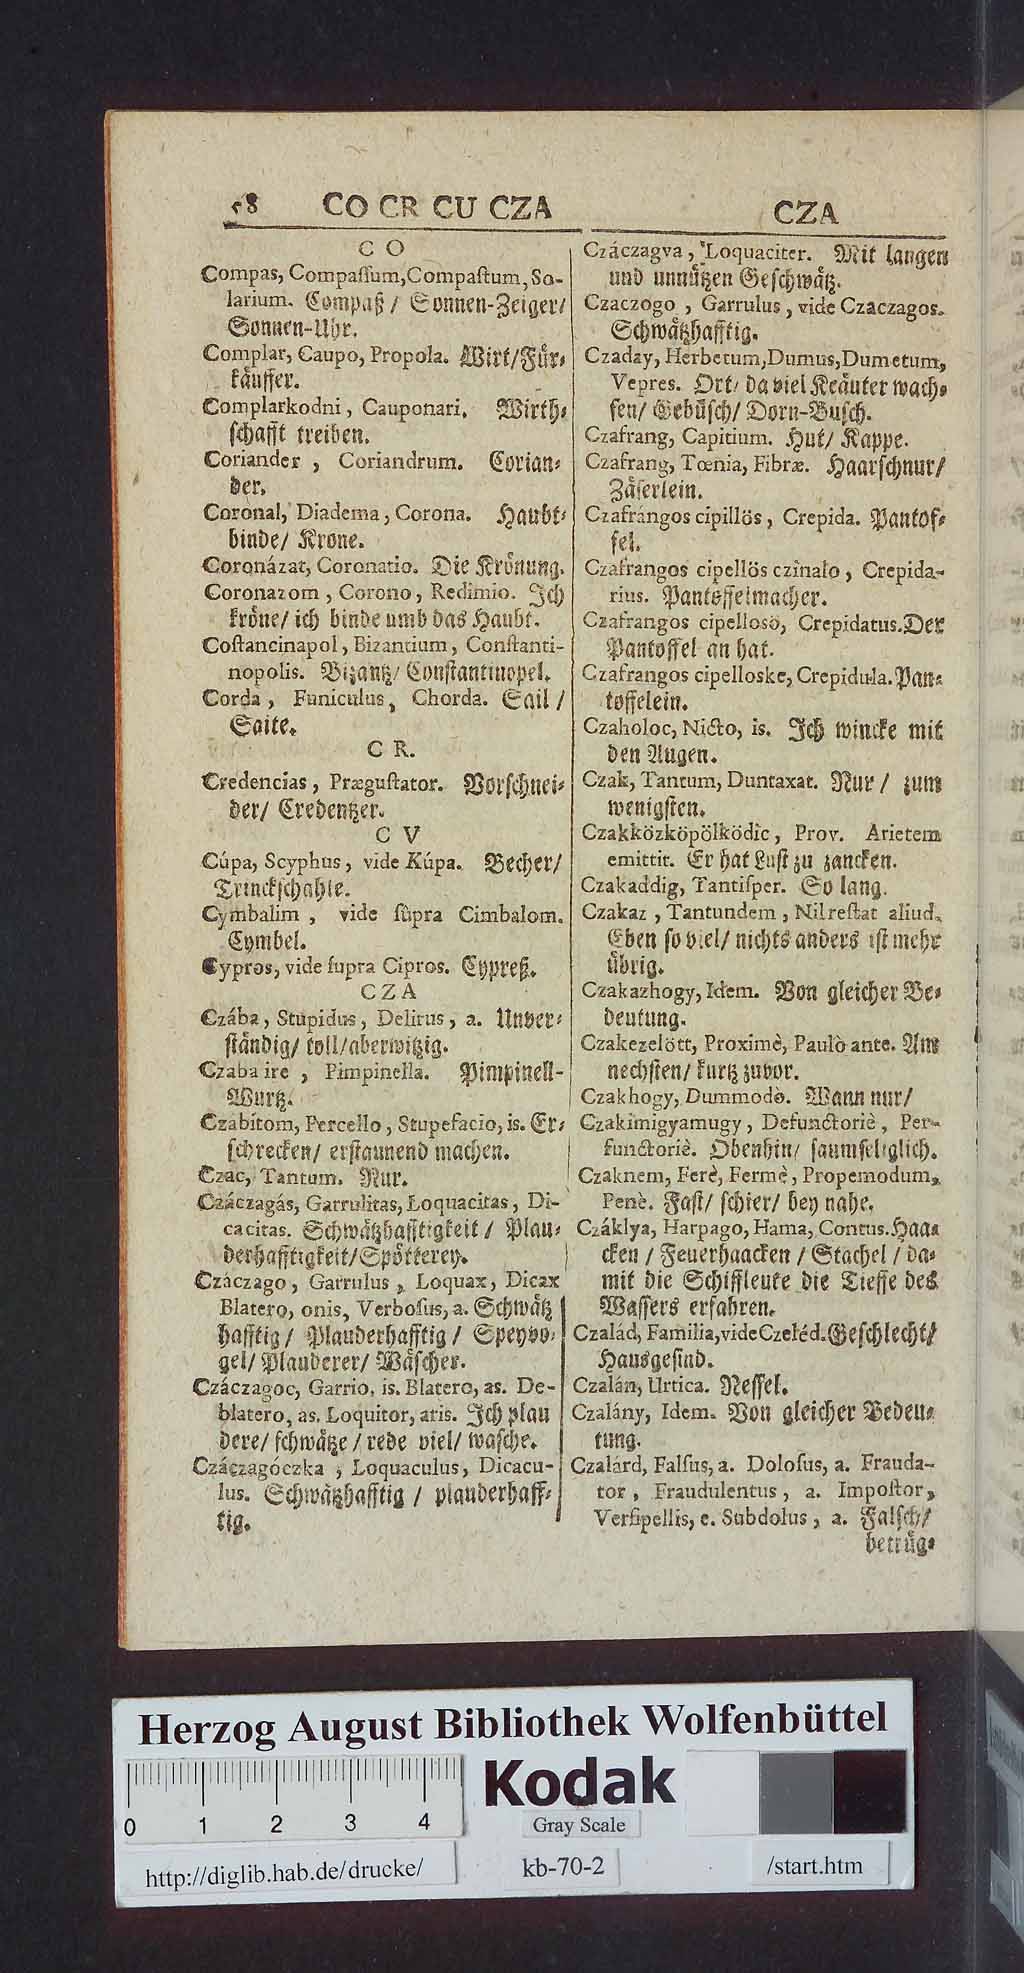 58 CO CR CU CZA
C O
Compas, Compaſſum, Compaſtum, So-
larium. Compaß / Sonnen-Zeiger/
Sonnen-Uhr.
Complar, Caupo, Propola. Wirt/Für-
käuffer.
Complarkodni, Cauponari. Wirth-
ſchafft treiben.
Coriander, Coriandrum. Corian-
der.
Coronal, Diadema, Corona. Haubt-
binde/ Krone.
Coronázat, Coronatio. Die Krönung.
Coronazom, Corono, Redimio. Ich
kröne/ ich binde umb das Haubt.
Coſtancinapol, Bizantium, Conſtanti-
nopolis. Bizantz/ Conſtantinopel.
Corda, Funiculus, Chorda. Sail /
Saite.
C R.
Credencias, Præguſtator. Vorſchnei-
der/ Credentzer.
C V
Cúpa, Scyphus, vide Kúpa. Becher/
Trinckſchahle.
Cymbalim, vide ſupra Cimbalom.
Cymbel.
Cypros, vide ſupra Cipros. Cypreß.
C Z A
Czába, Stupidus, Delirus, a. Unver-
ſtändig/ toll/aberwitzig.
Czaba ire, Pimpinella. Pimpinell-
Wurtz.
Czabítom, Percello, Stupefacio, is. Er-
ſchrecken/ erſtaunend machen.
Czac, Tantum. Nur.
Czáczagás, Garrulitas, Loquacitas, Di-
cacitas. Schwätzhafftigkeit / Plau-
derhafftigkeit/Spötterey.
Czáczago, Garrulus, Loquax, Dicax
Blatero, onis, Verboſus, a. Schwätz
hafftig / Plauderhafftig / Speyvo-
gel/ Plauderer/ Wäſcher.
Czáczagoc, Garrio, is. Blatero, as. De-
blatero, as. Loquitor, aris. Ich plau
dere/ ſchwätze / rede viel/ waſche.
Czáczagóczka, Loquaculus, Dicacu-
lus. Schwätzhafftig / plauderhaff-
tig.
CZA
Czáczagva, Loquaciter. Mit langen
und unnützen Geſchwätz.
Czaczogo, Garrulus, vide Czaczagos.
Schwätzhafftig.
Czaday, Herbetum, Dumus, Dumetum,
Vepres. Ort/ da viel Kräuter wach-
ſen/ Gebüſch/ Dorn-Buſch.
Czafrang, Capitium. Hut/ Kappe.
Czafrang, Tœnia, Fibræ. Haarſchnur/
Zäſerlein.
Czafrángos cipillös, Crepida. Pantof-
fel.
Czafrangos cipellös czínalo, Crepida-
rius. Pantoffelmacher.
Czafrangos cipelloso, Crepidatus. Der
Pantoffel an hat.
Czafrangos cipelloske, Crepidula. Pan-
toffelein.
Czaholoc, Nicto, is. Ich wincke mit
den Augen.
Czak, Tantum, Duntaxat. Nur / zum
wenigſten.
Czakközköpölködic, Prov. Arietem
emittit. Er hat Luſt zu zancken.
Czakaddig, Tantiſper. So lang.
Czakaz, Tantundem, Nil reſtat aliud.
Eben ſo viel/ nichts anders iſt mehr
übrig.
Czakazhogy, Idem. Von gleicher Be-
deutung.
Czakezelött, Proximè, Paulò ante. Am
nechſten/ kurtz zuvor.
Czakhogy, Dummodò. Wann nur/
Czakimigyamugy, Defunctoriè, Per-
functoriè. Obenhin/ ſaumſeliglich.
Czaknem, Ferè, Fermè, Propemodum,
Penè. Faſt/ ſchier/ bey nahe.
Czáklya, Harpago, Hama, Contus. Haa-
cken / Feuerhaacken / Stachel / da-
mit die Schiffleute die Tieffe des
Waſſers erfahren.
Czalád, Familia, vide Czeléd. Geſchlecht/
Hausgeſind.
Czalán, Urtica. Neſſel.
Czalány, Idem. Von gleicher Bedeu-
tung.
Czalárd, Falſus, a. Doloſus, a. Frauda-
tor, Fraudulentus, a. Impoſtor,
Verſipellis, e. Subdolus, a. Falſch/
betrüg-
Herzog August Bibliothek Wolfenbüttel
Kodak
0 1 2 3 4
Gray Scale
http://diglib.hab.de/drucke/ kb-70-2 /start.htm